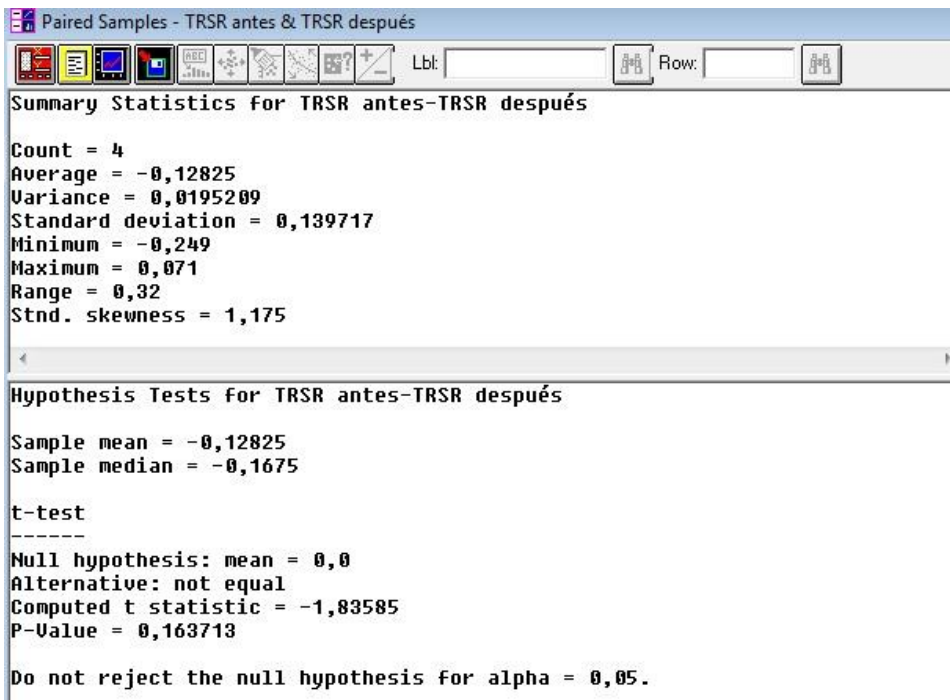 Paired Samples - TRSR antes & TRSR después
Lbl: Row:
Summary Statistics for TRSR antes-TRSR después
Count = 4
Average = -0,12825
Variance = 0,0195209
Standard deviation = 0,139717
Minimum = -0,249
Maximum = 0,071
Range = 0,32
Stnd. skewness = 1,175
Hypothesis Tests for TRSR antes-TRSR después
Sample mean = -0,12825
Sample median = -0,1675
t-test
------
Null hypothesis: mean = 0,0
Alternative: not equal
Computed t statistic = -1,83585
P-Value = 0,163713
Do not reject the null hypothesis for alpha = 0,05.